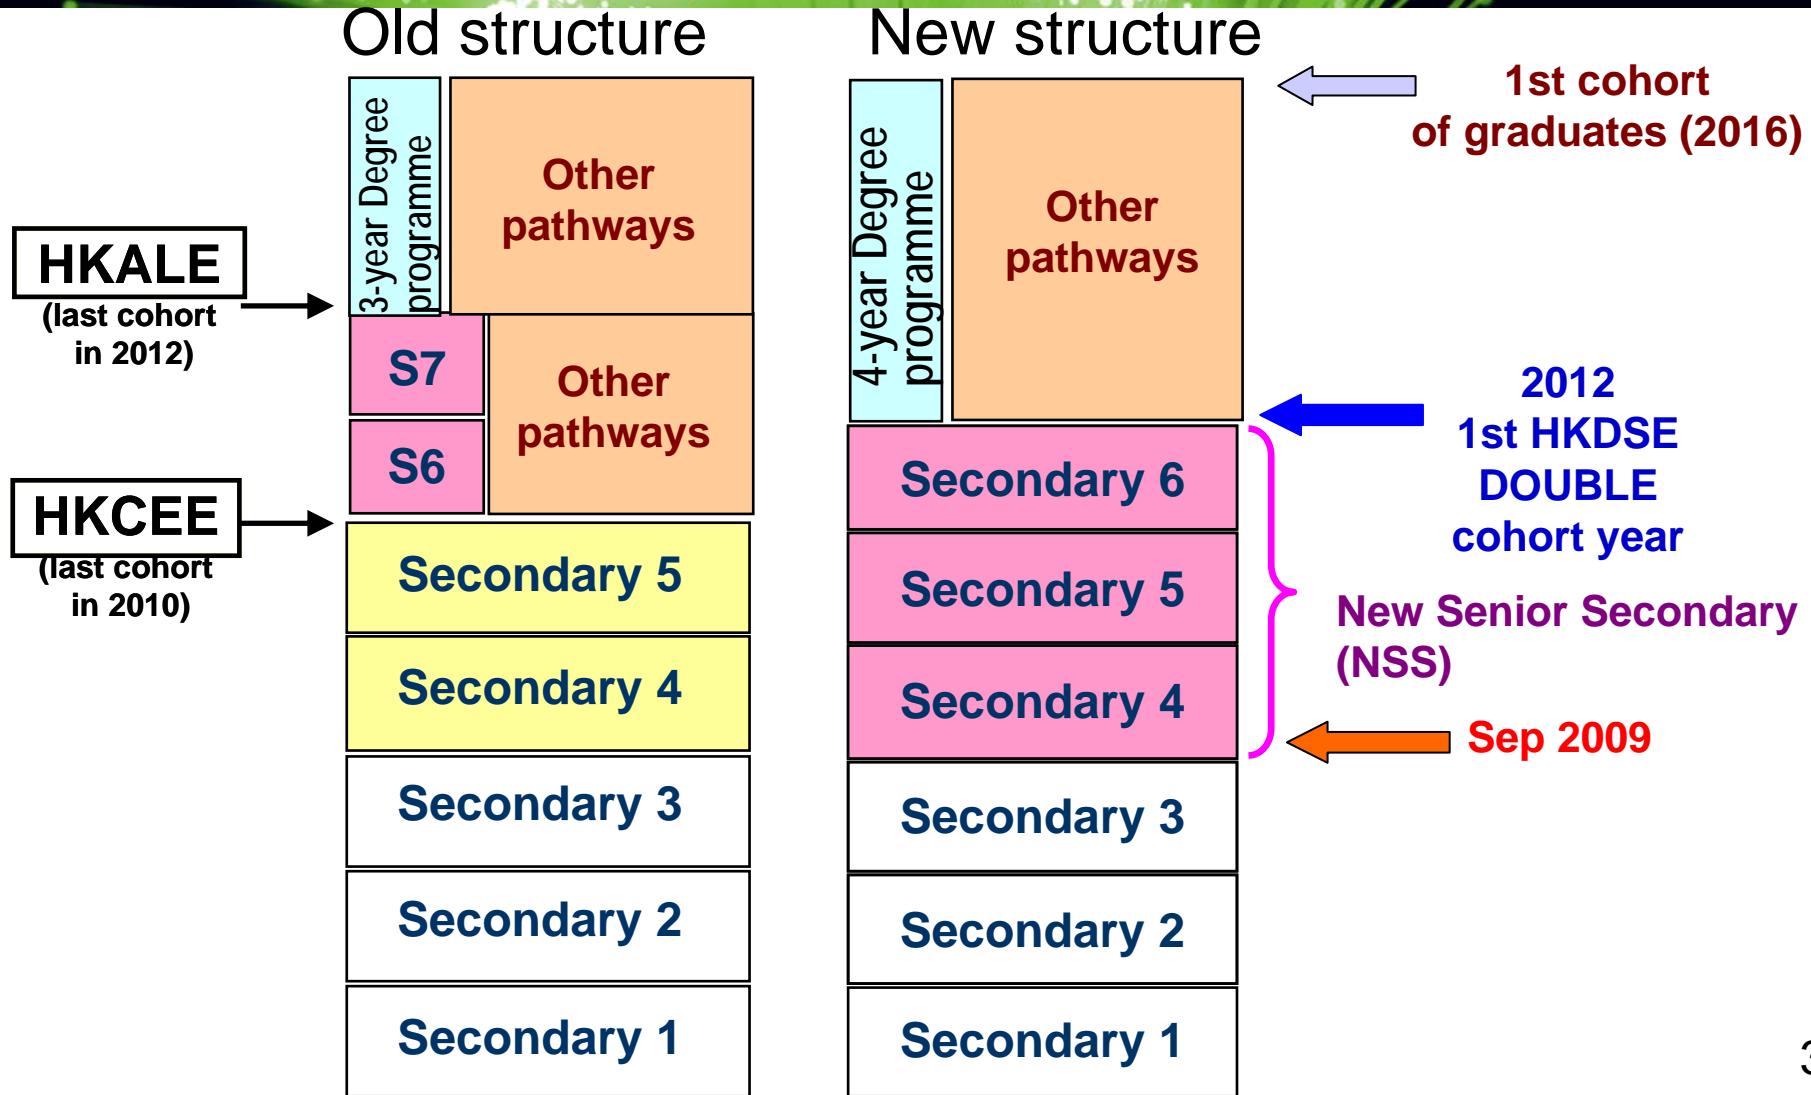 Old structure
New structure
3-year Degree
programme
Other
pathways
4-year Degree
programme
Other
pathways
1st cohort
of graduates (2016)
HKALE
(last cohort
in 2012)
S7
S6
Other
pathways
2012
1st HKDSE
DOUBLE
cohort year
HKCEE
(last cohort
in 2010)
Secondary 5
Secondary 4
Secondary 3
Secondary 2
Secondary 1
Secondary 6
Secondary 5
Secondary 4
Secondary 3
Secondary 2
Secondary 1
New Senior Secondary
(NSS)
Sep 2009